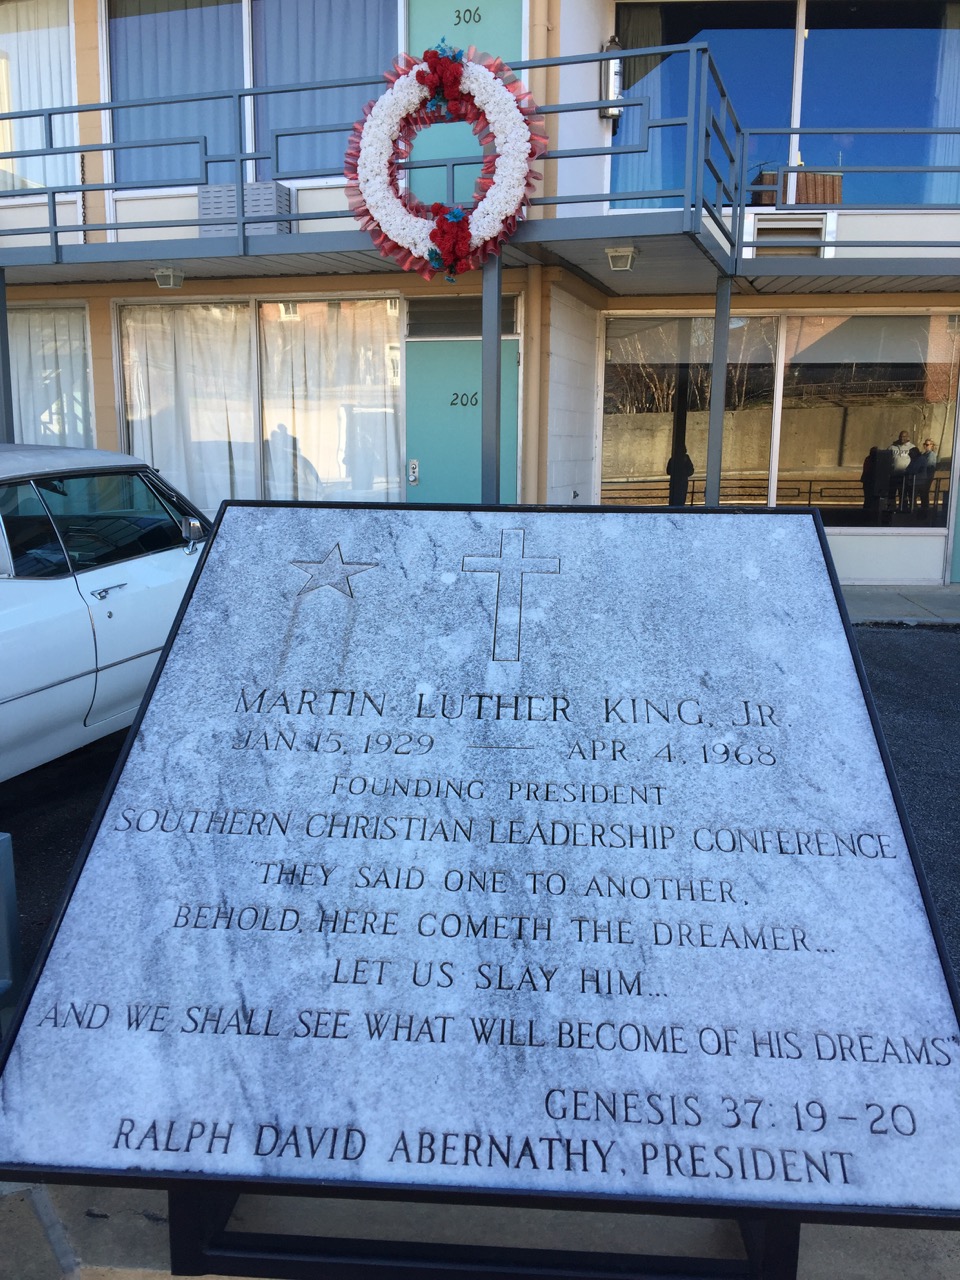 306
206
MARTIN LUTHER KING, JR.
JAN. 15, 1929 — APR. 4, 1968
FOUNDING PRESIDENT
SOUTHERN CHRISTIAN LEADERSHIP CONFERENCE
"THEY SAID ONE TO ANOTHER,
BEHOLD, HERE COMETH THE DREAMER...
LET US SLAY HIM...
AND WE SHALL SEE WHAT WILL BECOME OF HIS DREAMS"
GENESIS 37: 19-20
RALPH DAVID ABERNATHY, PRESIDENT